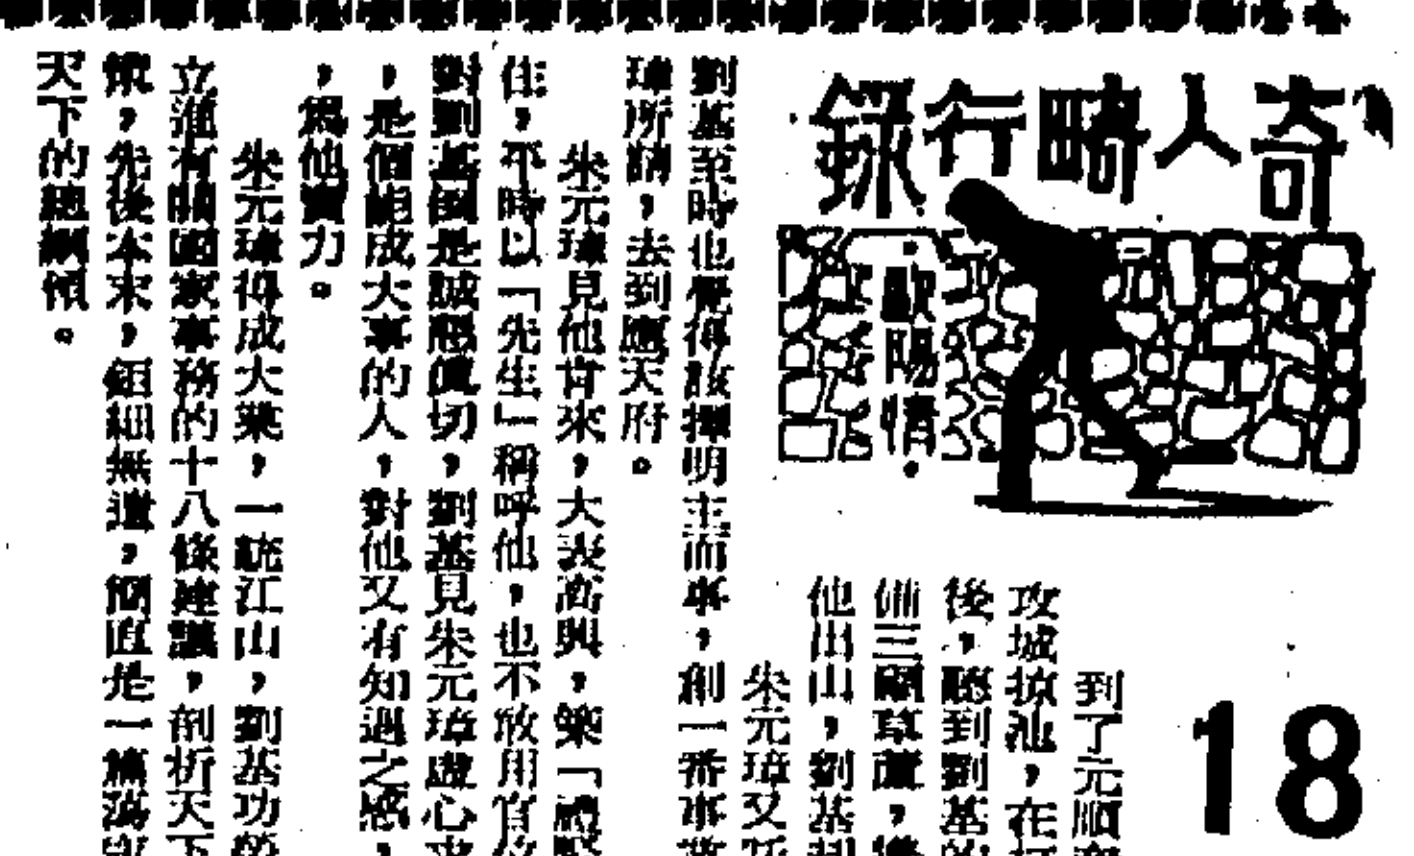 奇人畸行錄
歐陽情
18
到了元順
攻城掠池，在
後，聽到劉基的
備三顧草蘆，
他出山，劉基
朱元璋又
劉基至時也覺得該擇明主而事，創一番事業
璋所請，去到應天府。
朱元璋見他肯來，大表高興，築「禮賢
住，平時以「先生」稱呼他，也不敢用官位
對劉基倒是誠懇真切，劉基見朱元璋虛心求
，是個能成大事的人，對他又有知遇之感，
，為他賣力。
朱元璋得成大業，一統江山，劉基功勞
立淮有關國家事務的十八條建議，剖析天下
，先後本末，鉅細無遺，簡直是一篇
天下的總綱領。